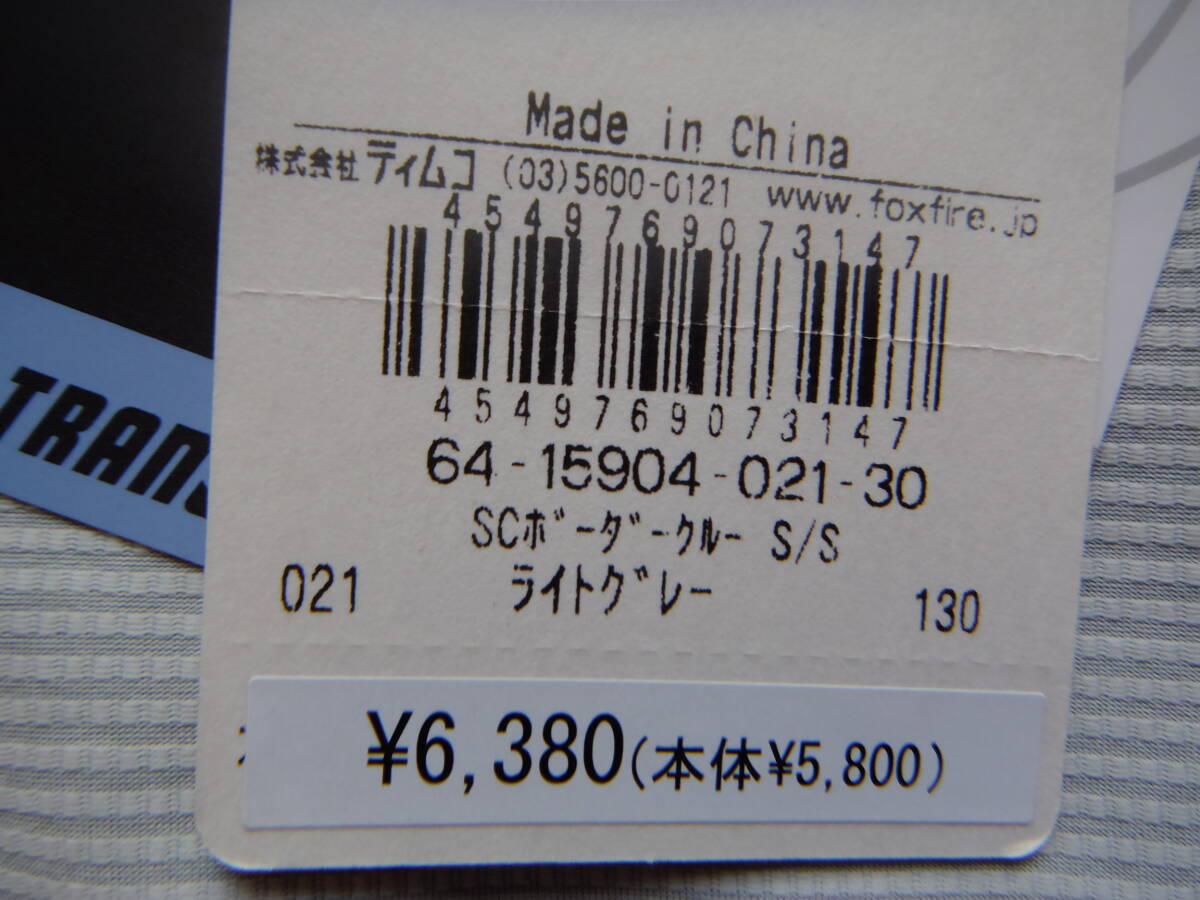 Made in China
株式会社 ティムコ (03)5600-0121 www.foxfire.jp
4549769073147
4549769073147
64-15904-021-30
SCﾎﾞｰﾀﾞｰｸﾙｰ S/S
021 ライトグレー 130
¥6,380(本体¥5,800)
TRANS